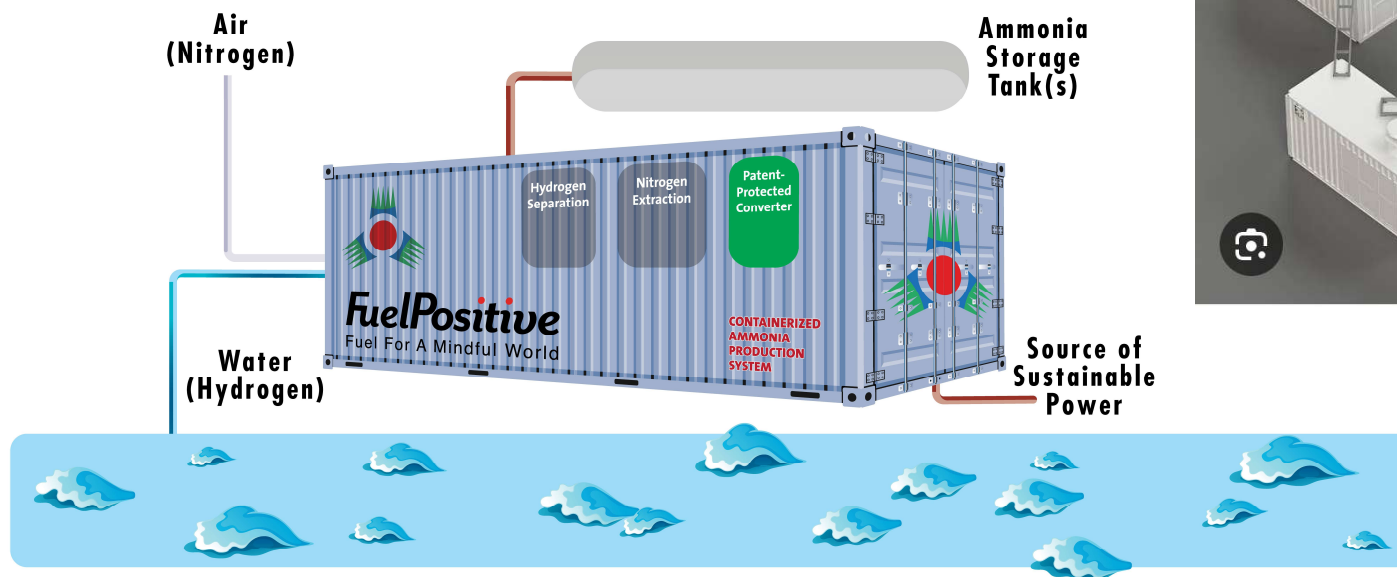 Air
(Nitrogen)
Ammonia
Storage
Tank(s)
Hydrogen
Separation
Nitrogen
Extraction
Patent-
Protected
Converter
FuelPositive
Fuel For A Mindful World
CONTAINERIZED
AMMONIA
PRODUCTION
SYSTEM
Water
(Hydrogen)
Source of
Sustainable
Power